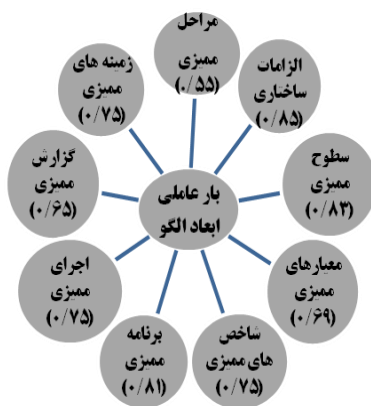 مراحل
ممیزی
(۰/۵۵)
الزامات
ساختاری
(۰/۸۵)
سطوح
ممیزی
(۰/۸۳)
معیارهای
ممیزی
(۰/۶۹)
شاخص
های ممیزی
(۰/۷۵)
برنامه
ممیزی
(۰/۸۱)
اجرای
ممیزی
(۰/۷۵)
گزارش
ممیزی
(۰/۶۵)
زمینه های
ممیزی
(۰/۷۵)
بار عاملی
ابعاد الگو